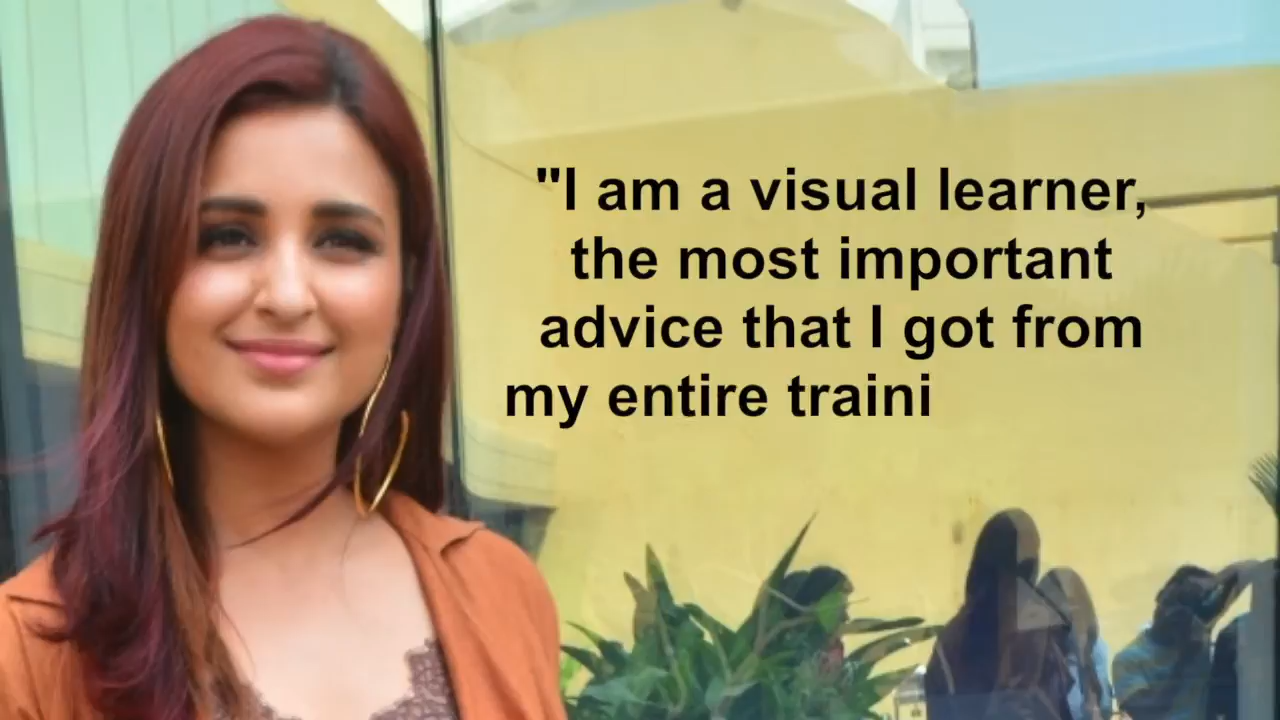 "I am a visual learner,
the most important
advice that I got from
my entire traini